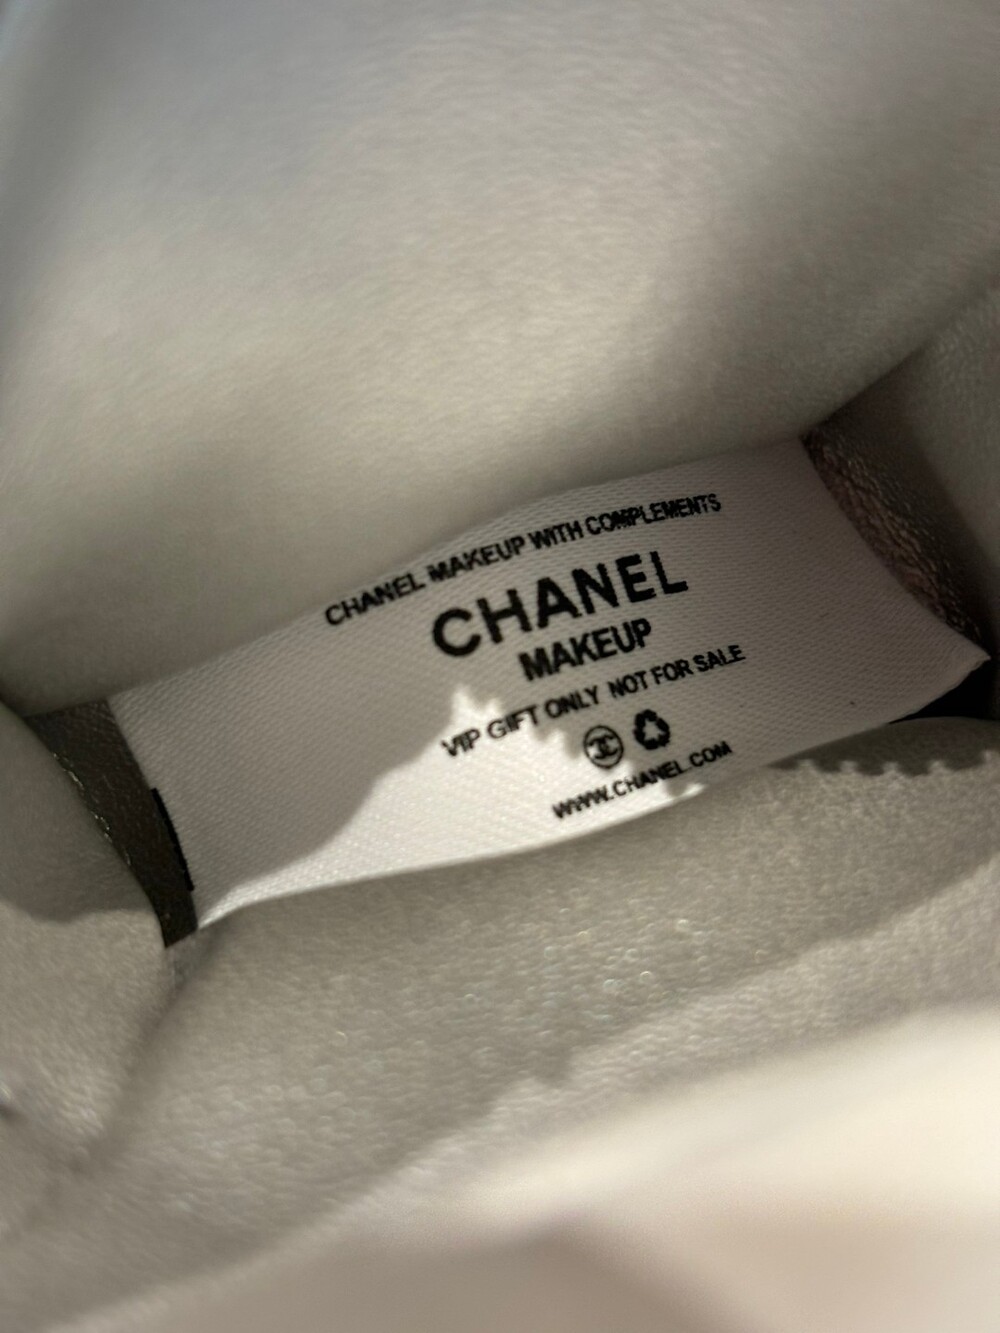 CHANEL MAKEUP WITH COMPLEMENTS
CHANEL
MAKEUP
VIP GIFT ONLY NOT FOR SALE
WWW.CHANEL.COM